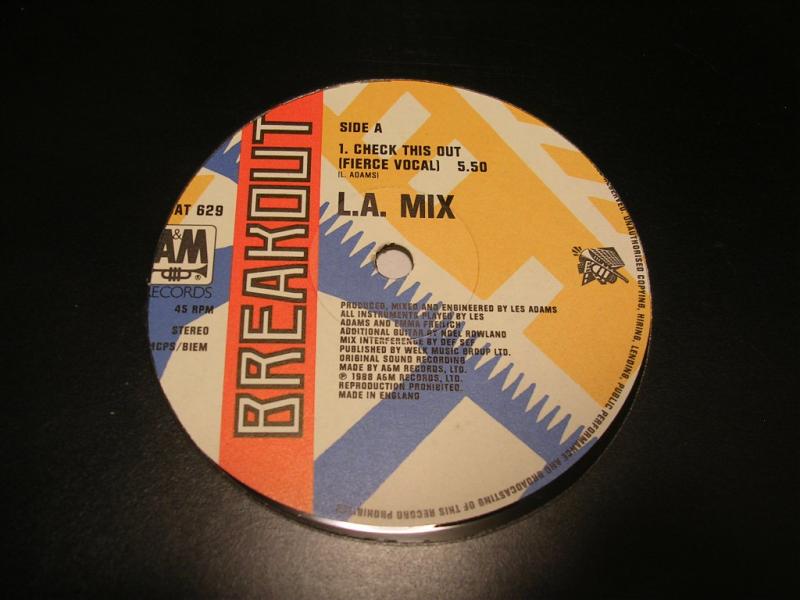 SIDE A
1. CHECK THIS OUT
(FIERCE VOCAL) 5.50
(L. ADAMS)
L.A. MIX
BREAKOUT
AT 629
A&M
RECORDS
45 RPM
STEREO
MCPS/BIEM
PRODUCED, MIXED AND ENGINEERED BY LES ADAMS
ALL INSTRUMENTS PLAYED BY LES
ADAMS AND EMMA FREILICH
ADDITIONAL GUITAR BY NOEL ROWLAND
MIX INTERFERENCE BY DEF SEF
PUBLISHED BY WELK MUSIC GROUP LTD.
ORIGINAL SOUND RECORDING
MADE BY A&M RECORDS, LTD.
℗ 1988 A&M RECORDS, LTD.
REPRODUCTION PROHIBITED.
MADE IN ENGLAND
RESERVED. UNAUTHORISED COPYING, HIRING, LENDING, PUBLIC PERFORMANCE AND BROADCASTING OF THIS RECORD PROHIBITED